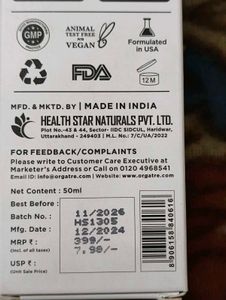 GMP
ANIMAL
TEST FREE
VEGAN
Formulated
in USA
FDA
12 M
MFD. & MKTD. BY | MADE IN INDIA
HEALTH STAR NATURALS PVT. LTD.
Plot No.-43 & 44, Sector- IIDC SIDCUL, Haridwar,
Uttarakhand - 249403 | M.L. No.: 7/C/UA/2022
FOR FEEDBACK/COMPLAINTS
Please write to Customer Care Executive at
Marketer's Address or Call on 0120 4968541
Email ID: info@orgatre.com | www.orgatre.com
Net Content : 50ml
Best Before :
Batch No. :
Mfg. Date :
MRP ₹ :
(Incl. of all taxes)
USP ₹ :
(Unit Sale Price)
11/2026
HS1305
12/2024
399/-
7.98/-
8906158840616